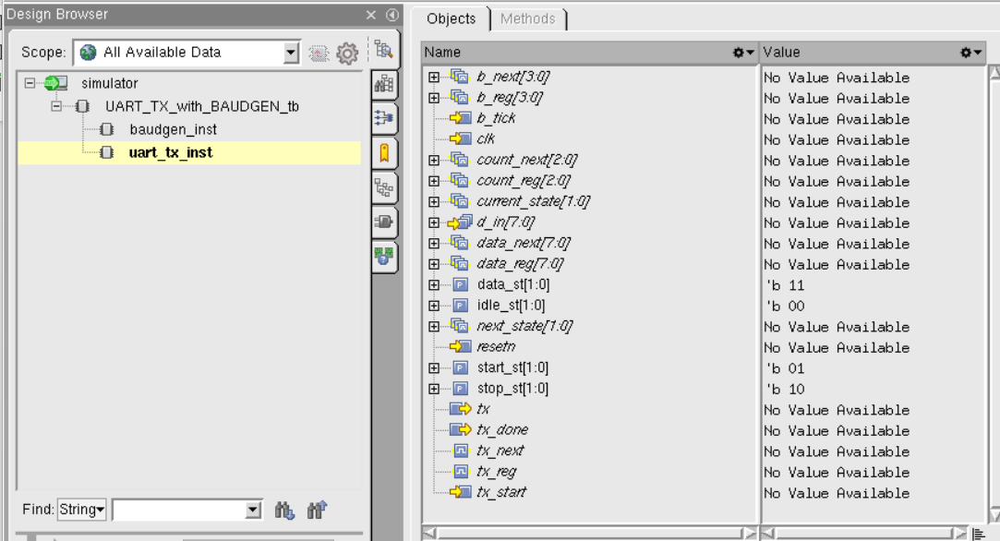 Design Browser
Scope: All Available Data
simulator
UART_TX_with_BAUDGEN_tb
baudgen_inst
uart_tx_inst
Find: String
Objects Methods
Name Value
b_next[3:0] No Value Available
b_reg[3:0] No Value Available
b_tick No Value Available
clk No Value Available
count_next[2:0] No Value Available
count_reg[2:0] No Value Available
current_state[1:0] No Value Available
d_in[7:0] No Value Available
data_next[7:0] No Value Available
data_reg[7:0] No Value Available
P data_st[1:0] 'b 11
P idle_st[1:0] 'b 00
next_state[1:0] No Value Available
resetn No Value Available
P start_st[1:0] 'b 01
P stop_st[1:0] 'b 10
tx No Value Available
tx_done No Value Available
tx_next No Value Available
tx_reg No Value Available
tx_start No Value Available